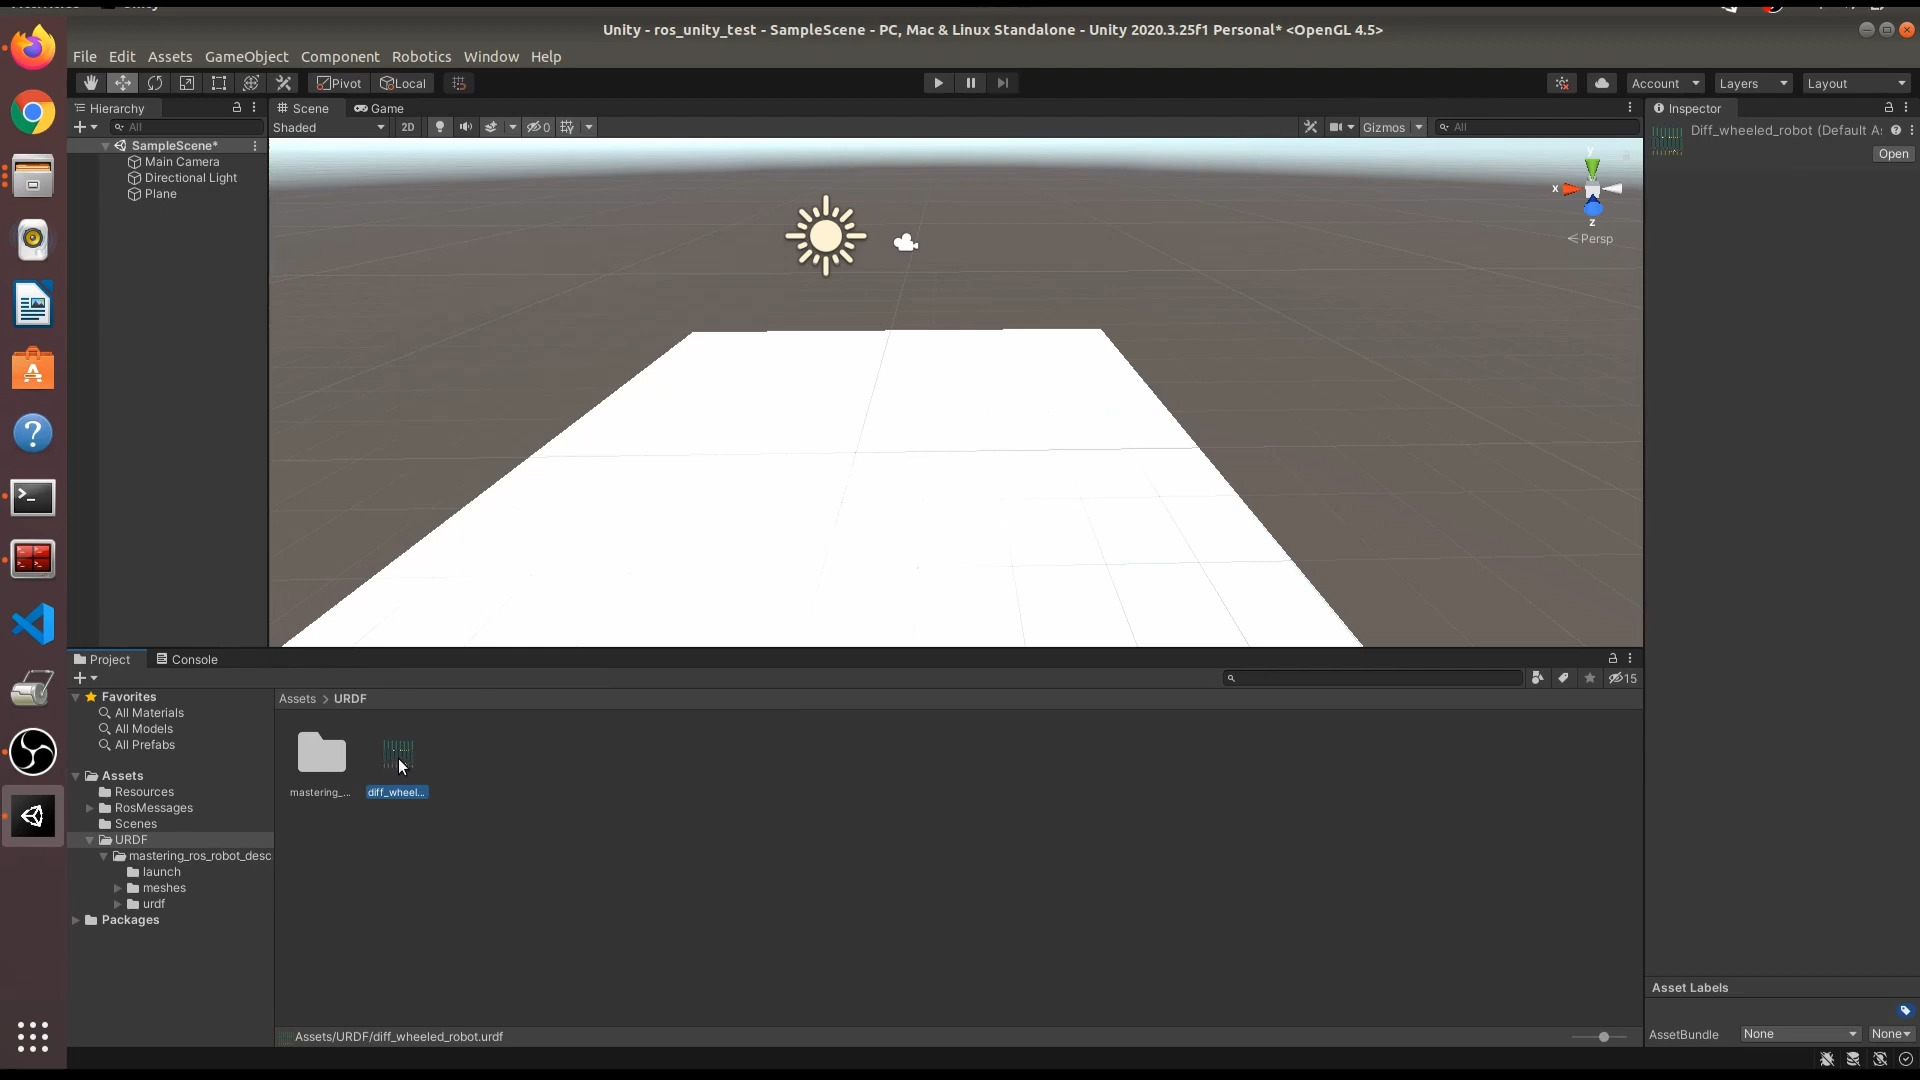 Unity - ros_unity_test - SampleScene - PC, Mac & Linux Standalone - Unity 2020.3.25f1 Personal* <OpenGL 4.5>
File Edit Assets GameObject Component Robotics Window Help
Pivot Local Account Layers Layout
Hierarchy Scene Game Inspector
All Shaded 2D 0 Gizmos All
Diff_wheeled_robot (Default A
Open
SampleScene*
Main Camera
Directional Light
Plane
y
x
z
Persp
Project Console
15
Favorites
All Materials
All Models
All Prefabs
Assets
Resources
RosMessages
Scenes
URDF
mastering_ros_robot_desc
launch
meshes
urdf
Packages
Assets > URDF
mastering_... diff_wheel...
Assets/URDF/diff_wheeled_robot.urdf
Asset Labels
AssetBundle None None